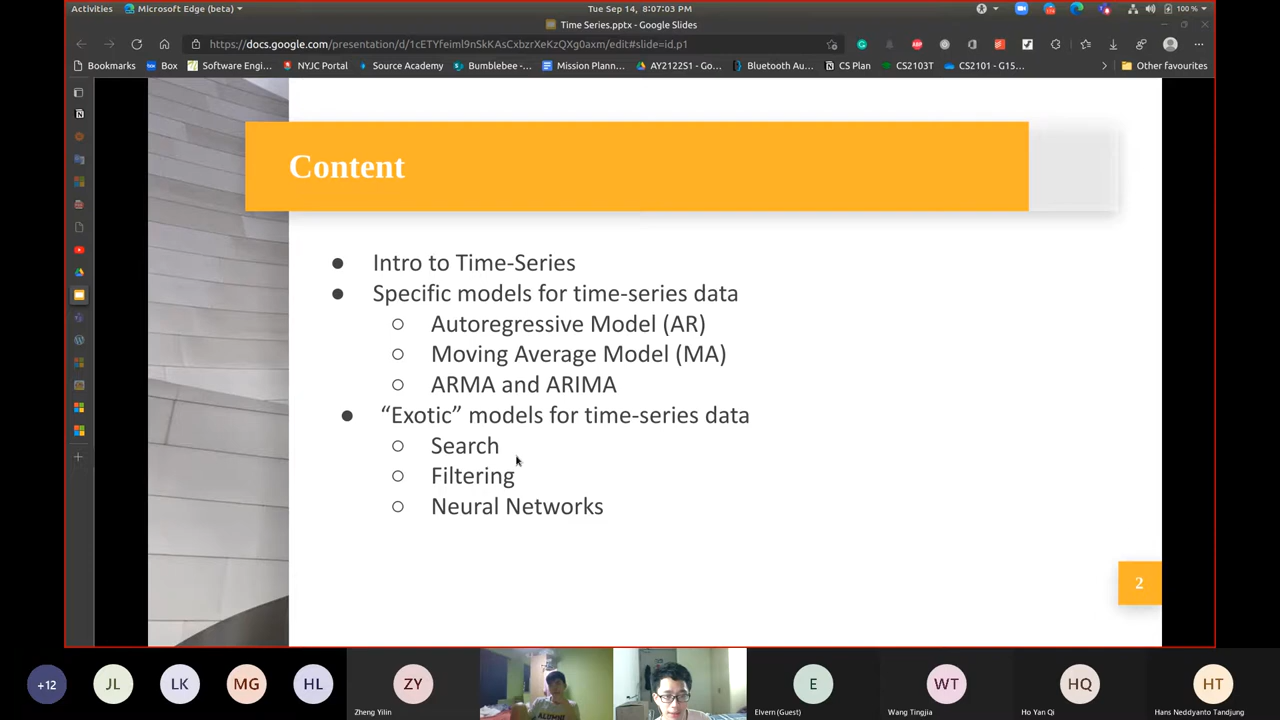 Activities
Microsoft Edge (beta)
Tue Sep 14, 8:07:03 PM
100 %
Time Series.pptx - Google Slides
https://docs.google.com/presentation/d/1cETYfeiml9nSkKAsCxbzrXeKzQXg0axm/edit#slide=id.p1
Bookmarks
Box
Software Engi...
NYJC Portal
Source Academy
Bumblebee -...
Mission Plann...
AY2122S1 - Go...
Bluetooth Au...
CS Plan
CS2103T
CS2101 - G15...
Other favourites
Content
● Intro to Time-Series
● Specific models for time-series data
○ Autoregressive Model (AR)
○ Moving Average Model (MA)
○ ARMA and ARIMA
● “Exotic” models for time-series data
○ Search
○ Filtering
○ Neural Networks
2
+12
JL
LK
MG
HL
ZY
Zheng Yilin
E
Elvern (Guest)
WT
Wang Tingjia
HQ
Ho Yan Qi
HT
Hans Neddyanto Tandjung